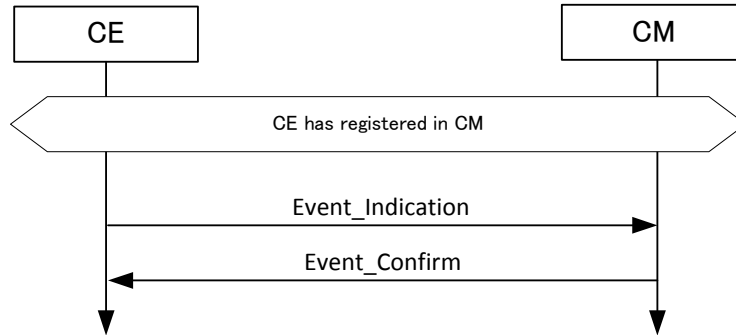 CE
CM
CE has registered in CM
Event_Indication
Event_Confirm